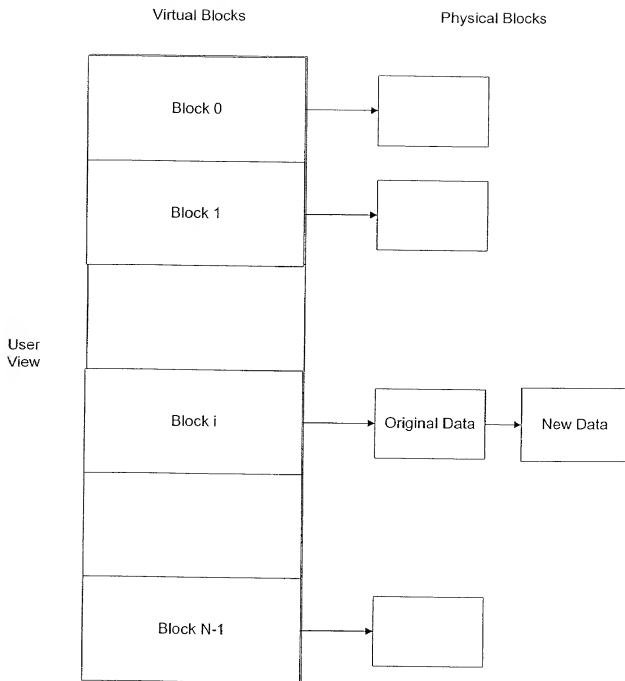 Virtual Blocks
Physical Blocks
Block 0
Block 1
User
View
Block i
Original Data
New Data
Block N-1